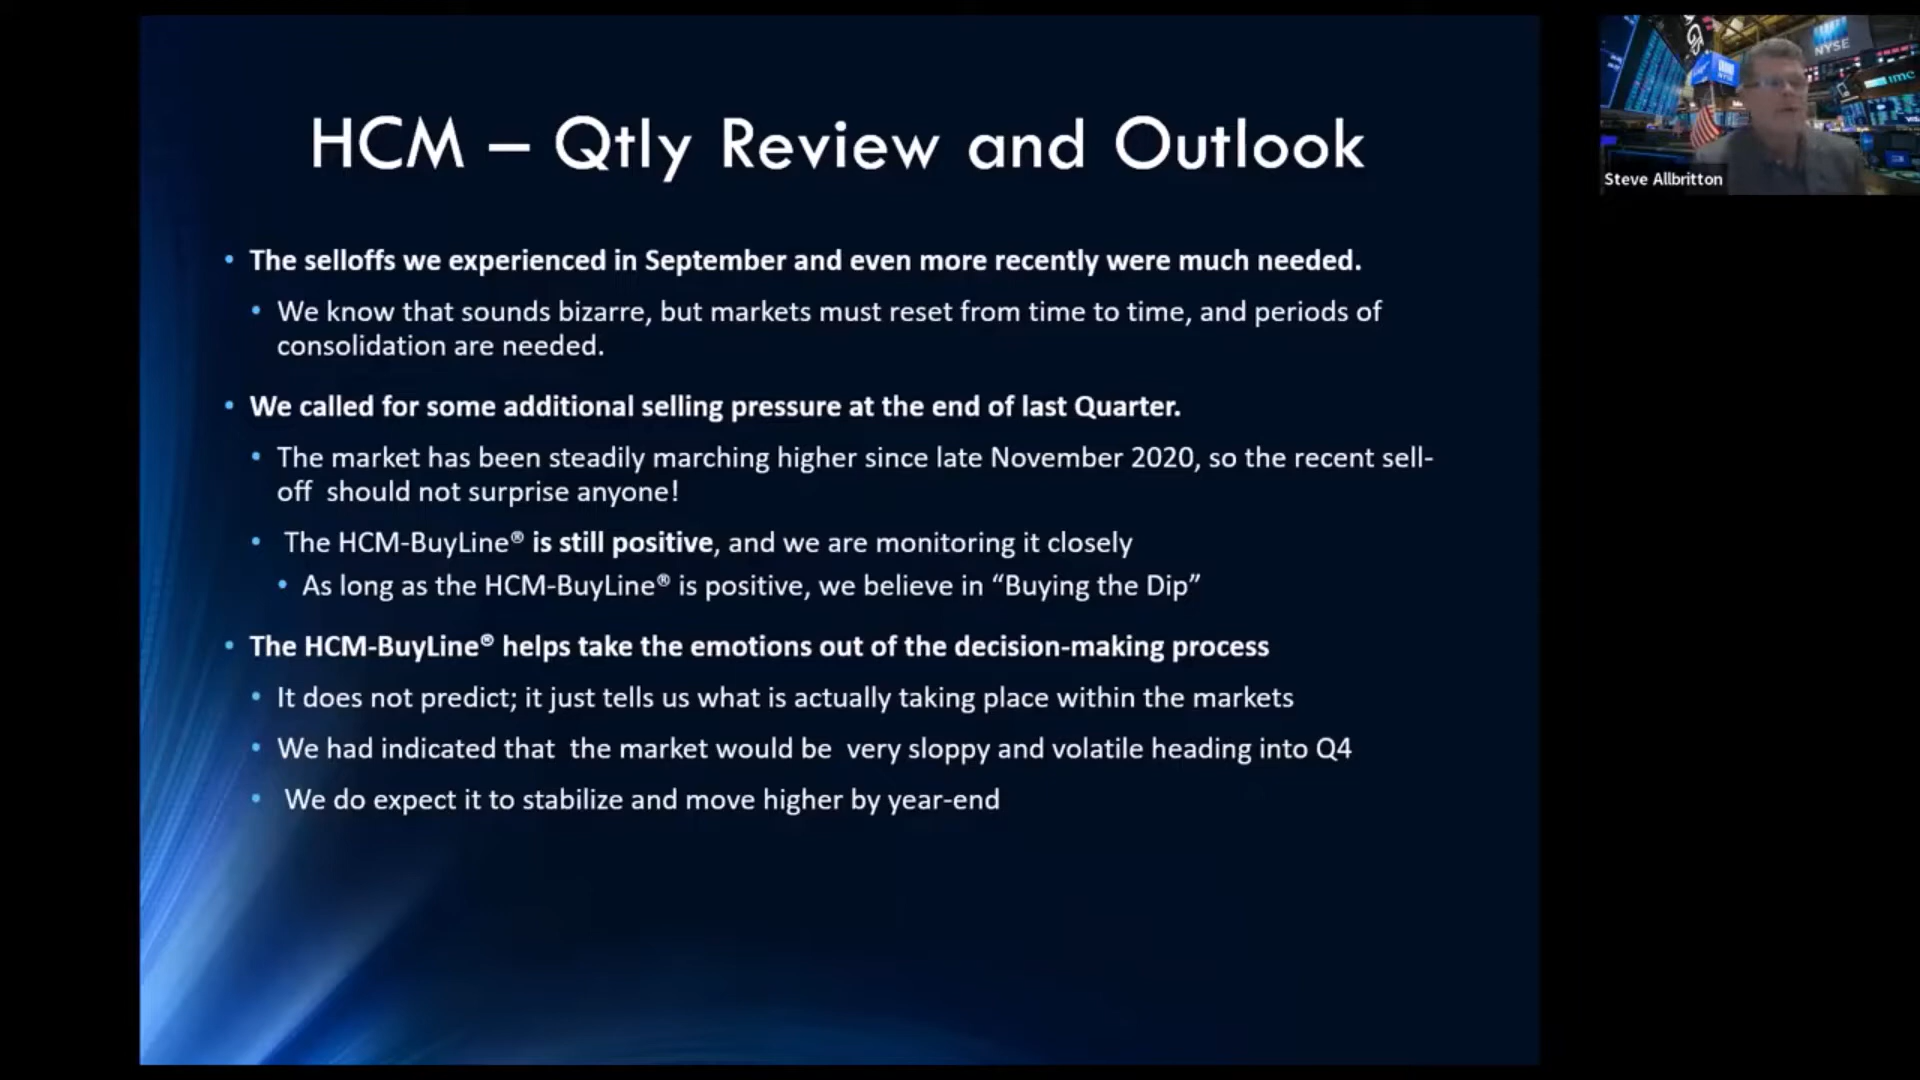 HCM – Qtly Review and Outlook
• The selloffs we experienced in September and even more recently were much needed.
• We know that sounds bizarre, but markets must reset from time to time, and periods of
consolidation are needed.
• We called for some additional selling pressure at the end of last Quarter.
• The market has been steadily marching higher since late November 2020, so the recent sell-
off should not surprise anyone!
• The HCM-BuyLine® is still positive, and we are monitoring it closely
• As long as the HCM-BuyLine® is positive, we believe in “Buying the Dip”
• The HCM-BuyLine® helps take the emotions out of the decision-making process
• It does not predict; it just tells us what is actually taking place within the markets
• We had indicated that the market would be very sloppy and volatile heading into Q4
• We do expect it to stabilize and move higher by year-end
NYSE
imc
Steve Allbritton